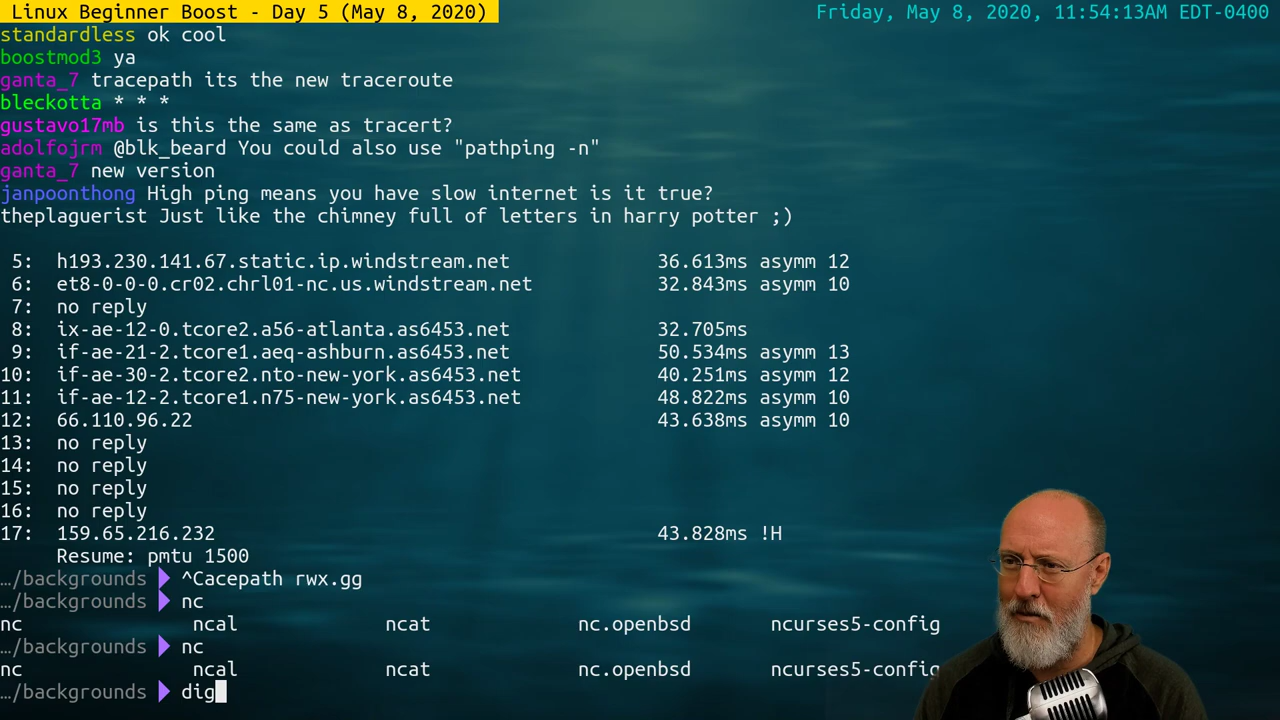 Linux Beginner Boost - Day 5 (May 8, 2020) Friday, May 8, 2020, 11:54:13AM EDT-0400
standardless ok cool
boostmod3 ya
ganta_7 tracepath its the new traceroute
bleckotta * * *
gustavo17mb is this the same as tracert?
adolfojrm @blk_beard You could also use "pathping -n"
ganta_7 new version
janpoonthong High ping means you have slow internet is it true?
theplaguerist Just like the chimney full of letters in harry potter ;)
5: h193.230.141.67.static.ip.windstream.net 36.613ms asymm 12
6: et8-0-0-0.cr02.chrl01-nc.us.windstream.net 32.843ms asymm 10
7: no reply
8: ix-ae-12-0.tcore2.a56-atlanta.as6453.net 32.705ms
9: if-ae-21-2.tcore1.aeq-ashburn.as6453.net 50.534ms asymm 13
10: if-ae-30-2.tcore2.nto-new-york.as6453.net 40.251ms asymm 12
11: if-ae-12-2.tcore1.n75-new-york.as6453.net 48.822ms asymm 10
12: 66.110.96.22 43.638ms asymm 10
13: no reply
14: no reply
15: no reply
16: no reply
17: 159.65.216.232 43.828ms !H
Resume: pmtu 1500
…/backgrounds ^Cacepath rwx.gg
…/backgrounds nc
nc ncal ncat nc.openbsd ncurses5-config
…/backgrounds nc
nc ncal ncat nc.openbsd ncurses5-config
…/backgrounds dig